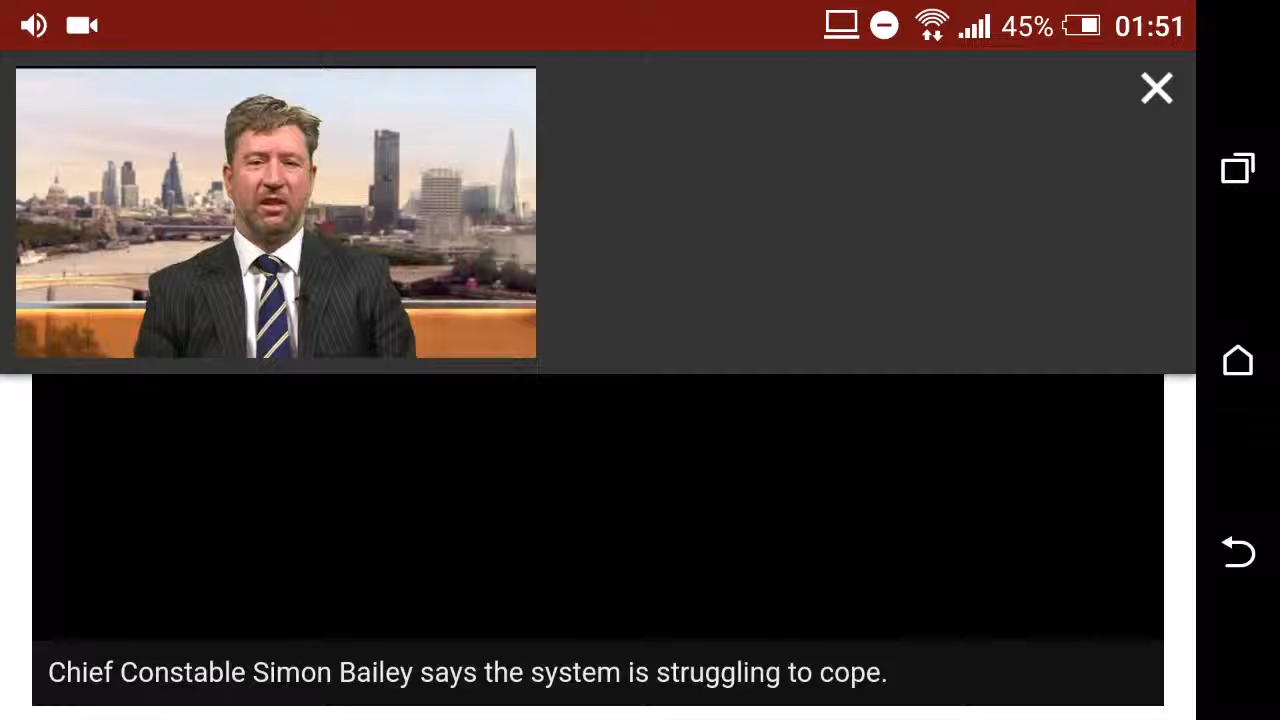 45% 01:51
Chief Constable Simon Bailey says the system is struggling to cope.